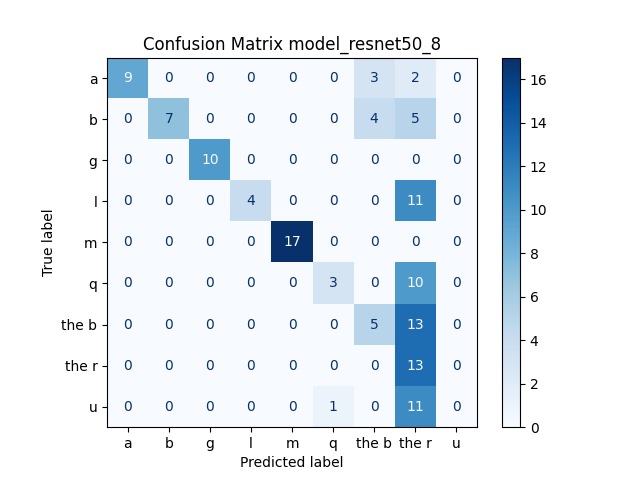 Confusion Matrix model_resnet50_8
True label
a 9 0 0 0 0 0 3 2 0
b 0 7 0 0 0 0 4 5 0
g 0 0 10 0 0 0 0 0 0
l 0 0 0 4 0 0 0 11 0
m 0 0 0 0 17 0 0 0 0
q 0 0 0 0 0 3 0 10 0
the b 0 0 0 0 0 0 5 13 0
the r 0 0 0 0 0 0 0 13 0
u 0 0 0 0 0 1 0 11 0
a b g l m q the b the r u
Predicted label
16
14
12
10
8
6
4
2
0